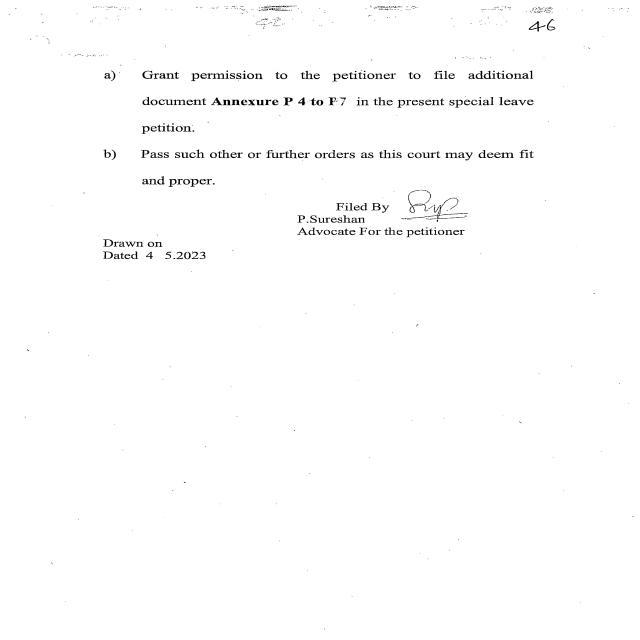 46
a) Grant permission to the petitioner to file additional
document Annexure P 4 to P 7 in the present special leave
petition.
b) Pass such other or further orders as this court may deem fit
and proper.
Filed By
P.Sureshan
Advocate For the petitioner
Drawn on
Dated 4 5.2023